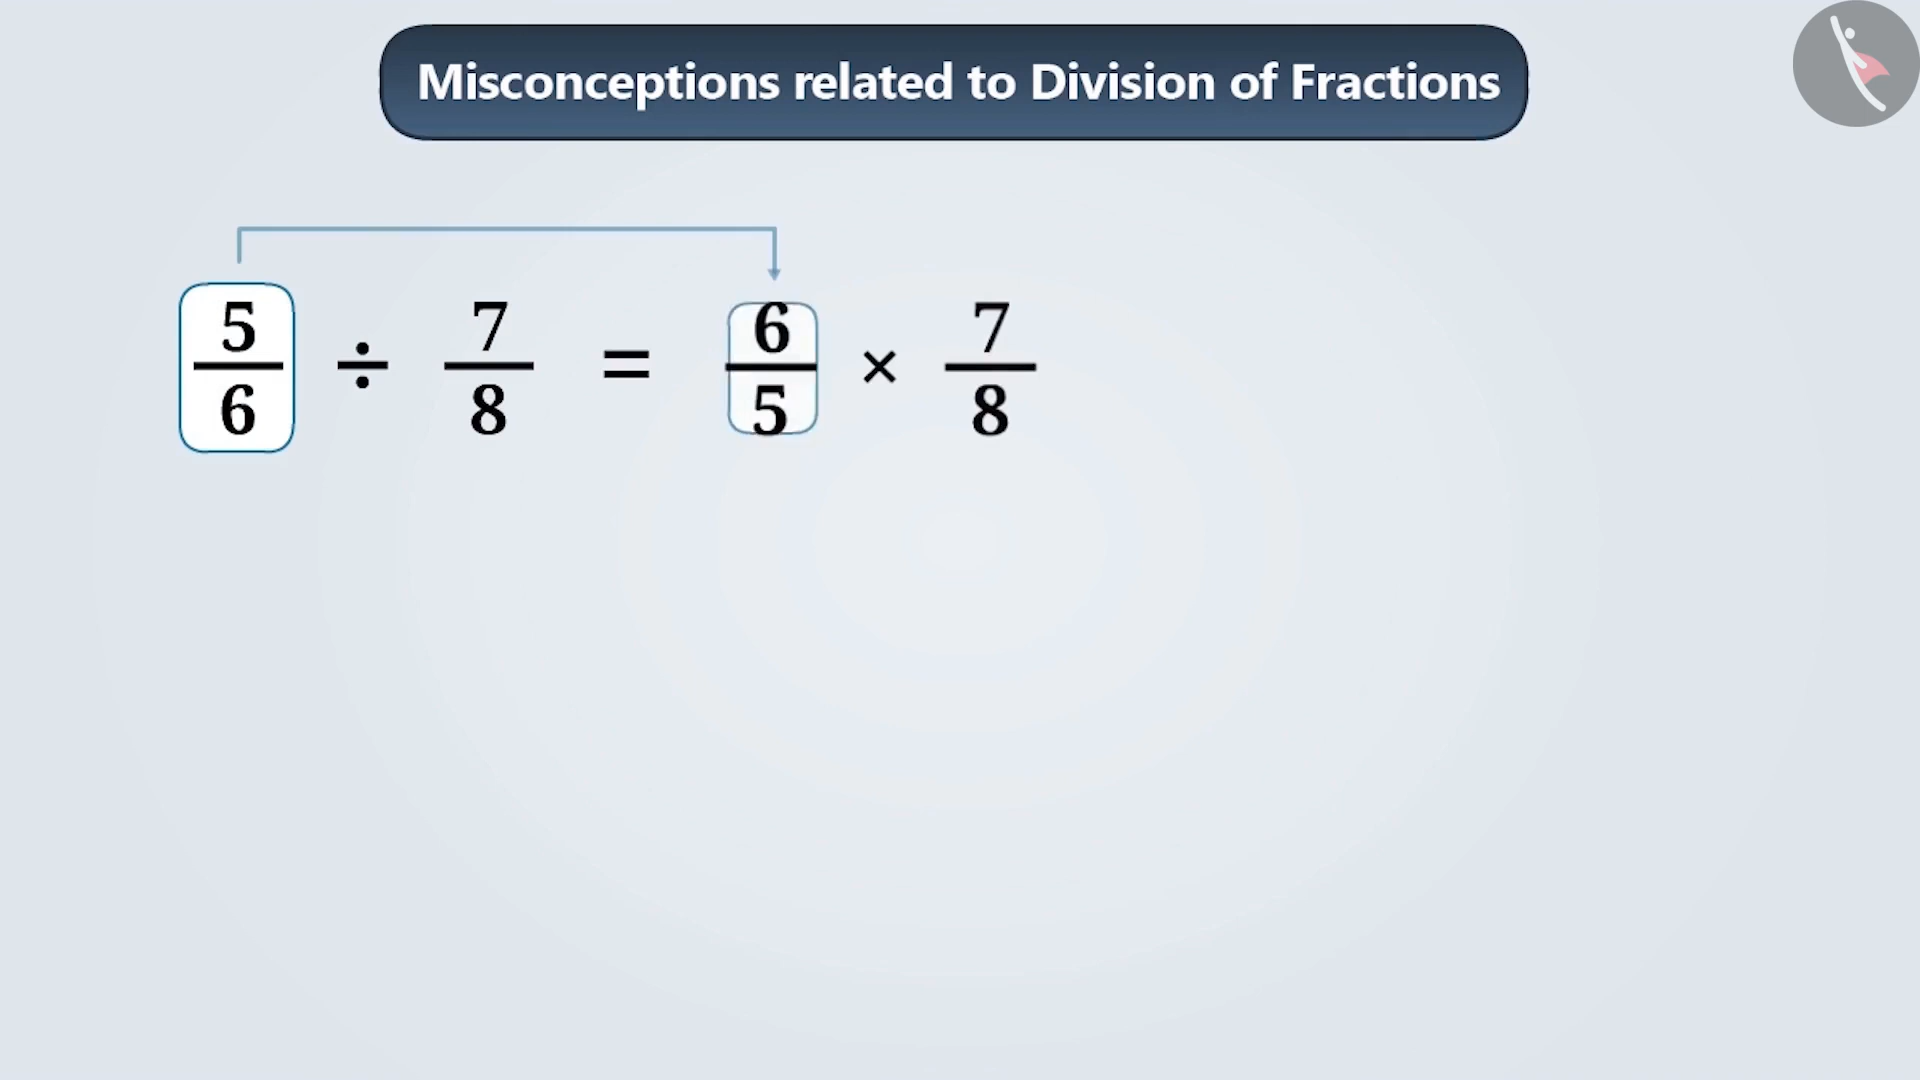 Misconceptions related to Division of Fractions
5/6 ÷ 7/8 = 6/5 × 7/8